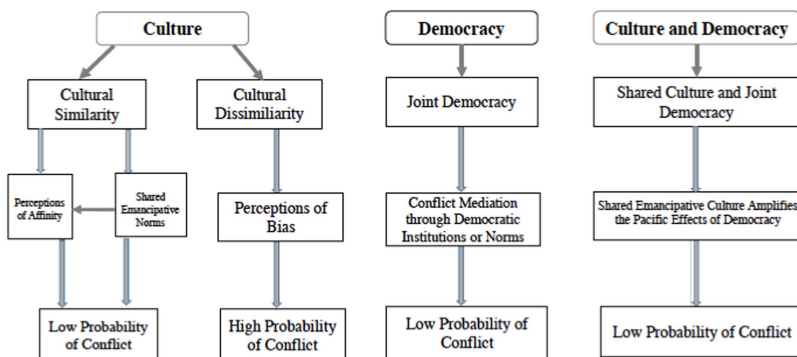 Culture
Cultural
Similarity
Cultural
Dissimiliarity
Perceptions
of Affinity
Shared
Emancipative
Norms
Perceptions of
Bias
Low Probability
of Conflict
High Probability
of Conflict
Democracy
Joint Democracy
Conflict Mediation
through Democratic
Institutions or Norms
Low Probability of
Conflict
Culture and Democracy
Shared Culture and Joint
Democracy
Shared Emancipative Culture Amplifies
the Pacific Effects of Democracy
Low Probability of Conflict